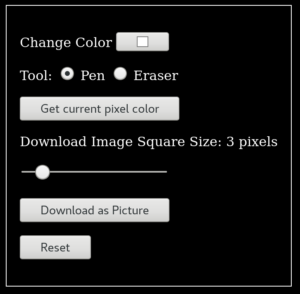 Change Color
Tool: Pen Eraser
Get current pixel color
Download Image Square Size: 3 pixels
Download as Picture
Reset